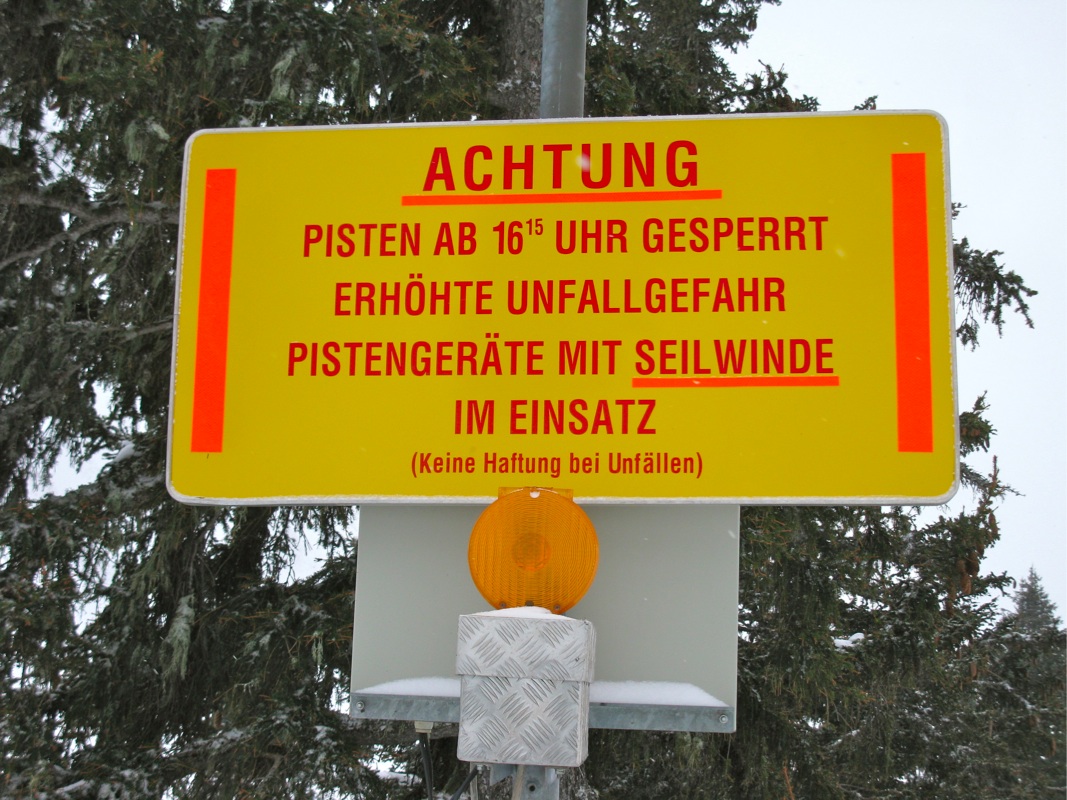 ACHTUNG
PISTEN AB 16¹⁵ UHR GESPERRT
ERHÖHTE UNFALLGEFAHR
PISTENGERÄTE MIT SEILWINDE
IM EINSATZ
(Keine Haftung bei Unfällen)